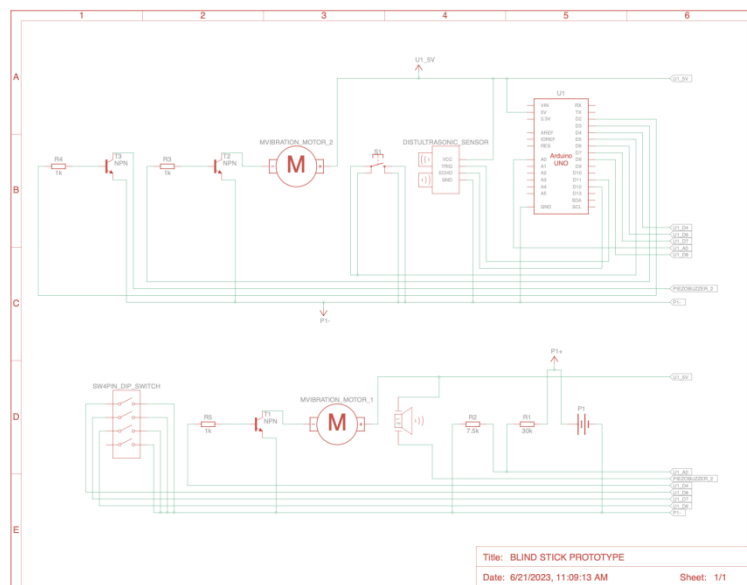 1 2 3 4 5 6
A
B
C
D
E
U1_5V
U1_5V
U1
VIN
5V
3.3V
AREF
IOREF
RES
A0
A1
A2
A3
A4
A5
GND
RX
TX
D2
D3
D4
D5
D6
D7
D8
D9
D10
D11
D12
D13
SDA
SCL
Arduino
UNO
R4
1k
T3
NPN
R3
1k
T2
NPN
MVIBRATION_MOTOR_2
M
S1
DISTULTRASONIC_SENSOR
VCC
TRIG
ECHO
GND
U1_D4
U1_D6
U1_D7
U1_A0
U1_D8
PIEZOBUZZER_2
P1-
P1-
SW4PIN_DIP_SWITCH
R5
1k
T1
NPN
MVIBRATION_MOTOR_1
M
R2
7.5k
R1
30k
P1+
P1
U1_5V
U1_A0
PIEZOBUZZER_2
U1_D4
U1_D8
U1_D7
U1_D6
P1-
Title: BLIND STICK PROTOTYPE
Date: 6/21/2023, 11:09:13 AM Sheet: 1/1